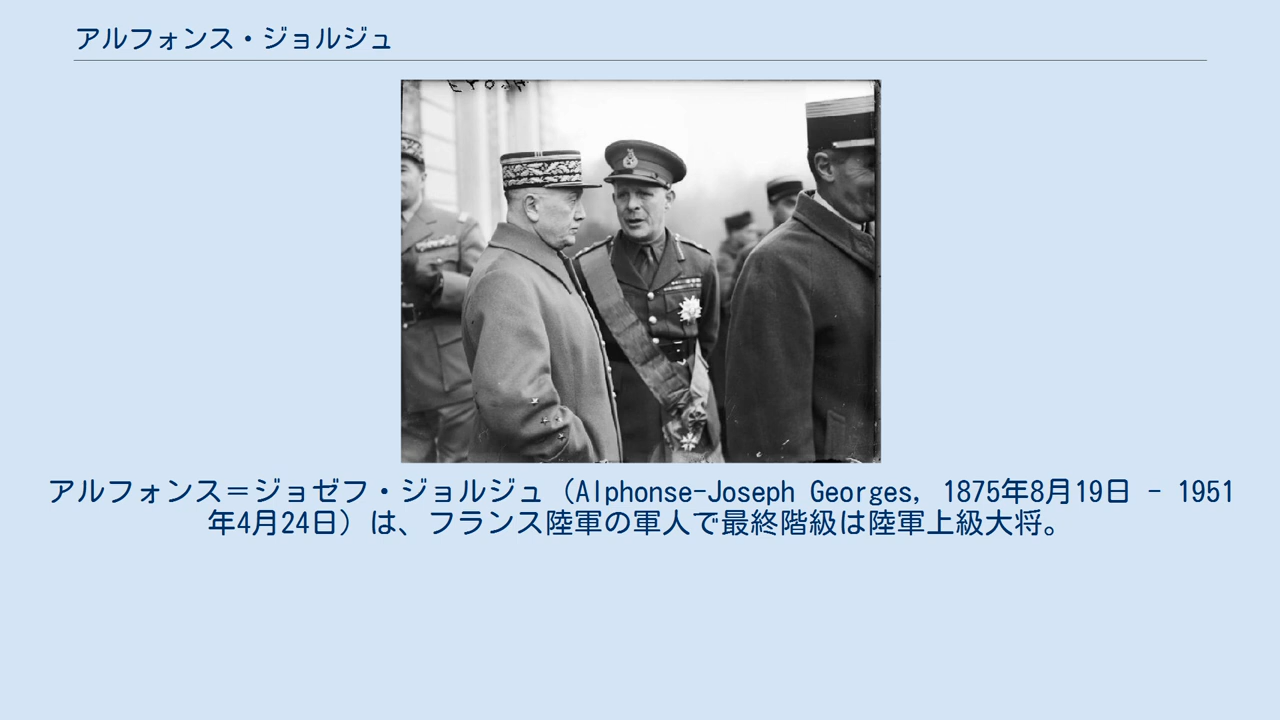 アルフォンス・ジョルジュ
アルフォンス＝ジョゼフ・ジョルジュ（Alphonse-Joseph Georges, 1875年8月19日 - 1951
年4月24日）は、フランス陸軍の軍人で最終階級は陸軍上級大将。